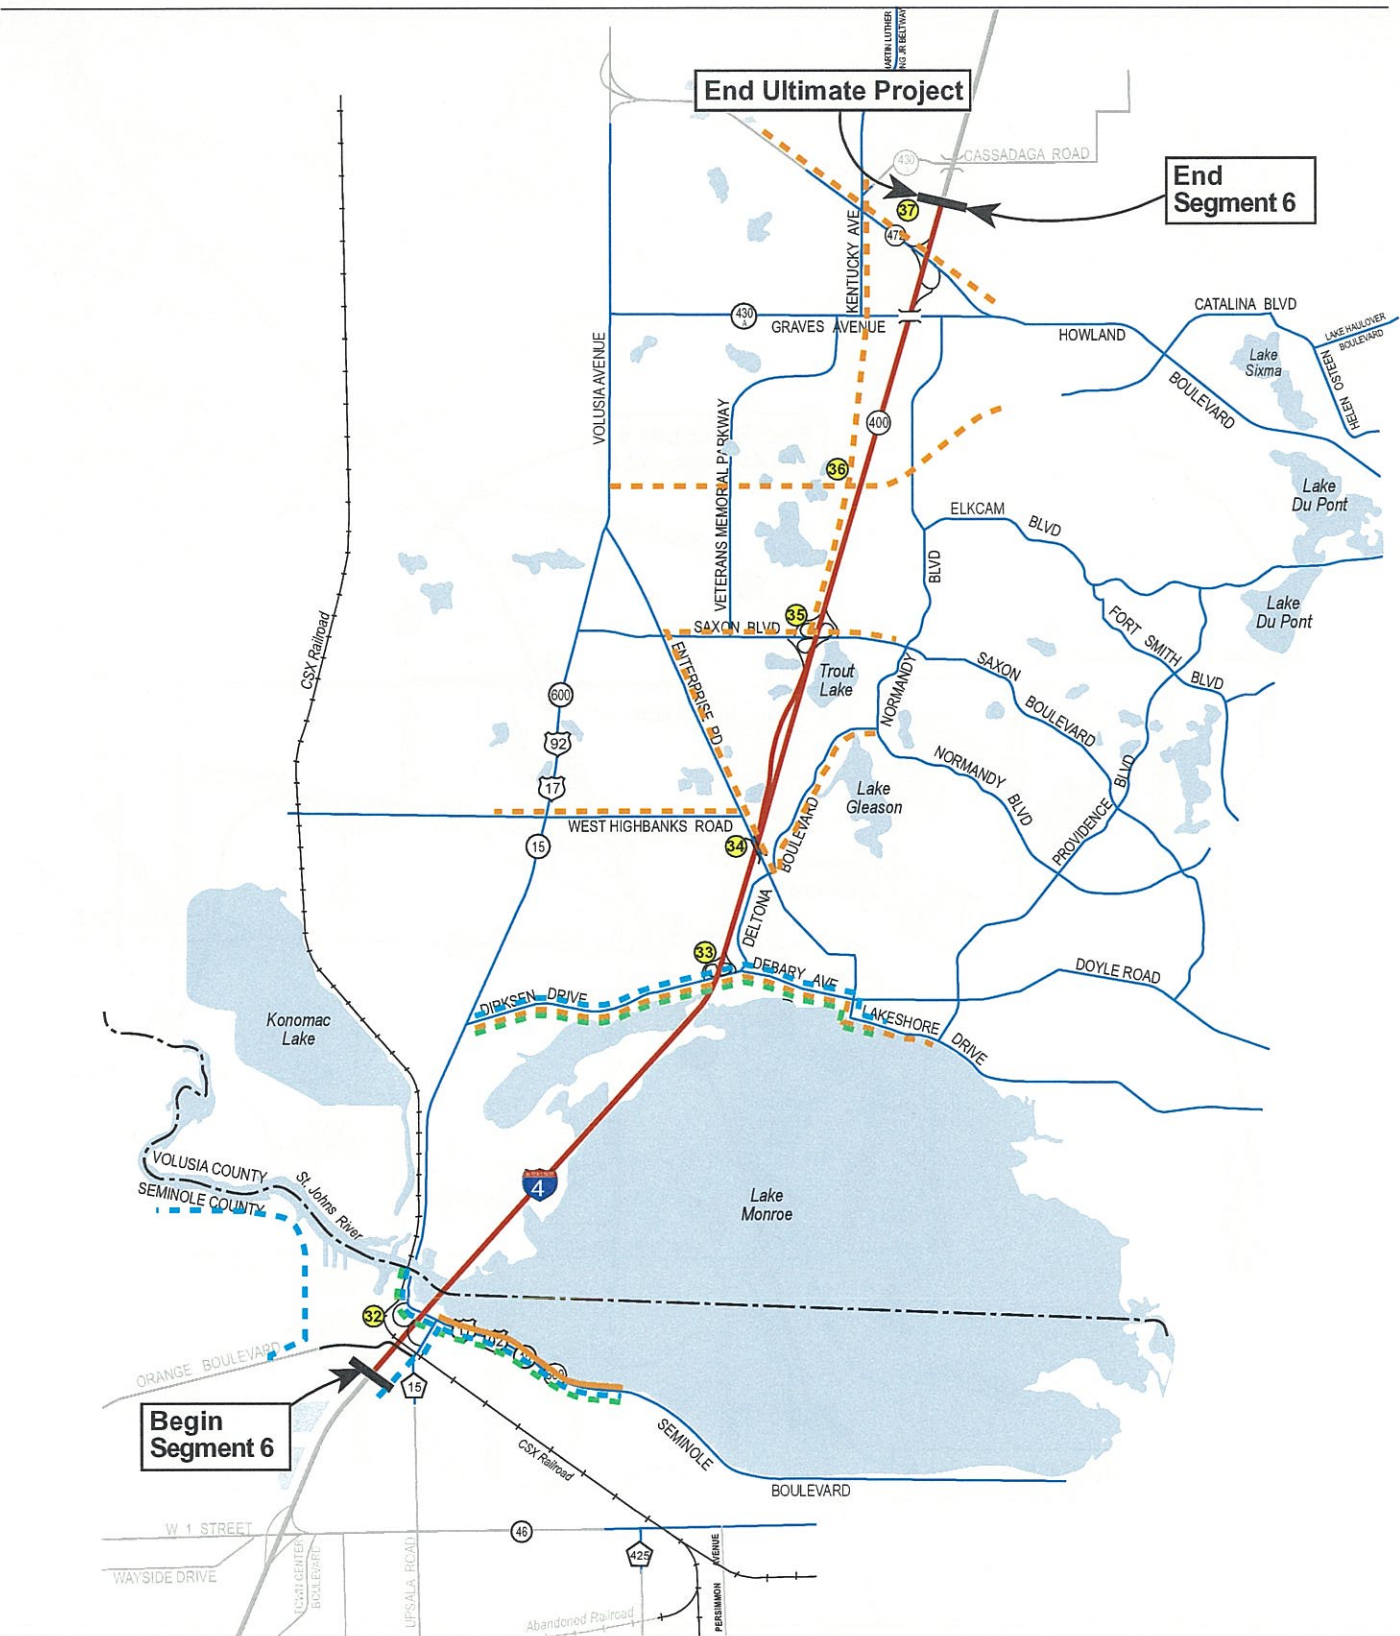 End Ultimate Project
CASSADAGA ROAD
430
End
Segment 6
37
472
KENTUCKY AVE
430
A
GRAVES AVENUE
HOWLAND
BOULEVARD
CATALINA BLVD
LAKE HAULOVER
BOULEVARD
HELEN OSTEEN
Lake
Sixma
VOLUSIA AVENUE
VETERANS MEMORIAL PARKWAY
400
36
Lake
Du Pont
ELKCAM
BLVD
BLVD
Lake
Du Pont
FORT SMITH
BLVD
35
SAXON BLVD
CSX Railroad
ENTERPRISE RD
Trout
Lake
NORMANDY
SAXON
BOULEVARD
600
92
17
15
NORMANDY
BLVD
PROVIDENCE
BLVD
Lake
Gleason
WEST HIGHBANKS ROAD
34
BOULEVARD
DELTONA
33
DEBARY AVE
DOYLE ROAD
DIRKSEN DRIVE
LAKESHORE
DRIVE
Konomac
Lake
VOLUSIA COUNTY
SEMINOLE COUNTY
St. Johns River
4
Lake
Monroe
32
ORANGE BOULEVARD
15
Begin
Segment 6
CSX Railroad
SEMINOLE
BOULEVARD
W 1 STREET
46
WAYSIDE DRIVE
TOWN CENTER
BOULEVARD
UPSALA ROAD
425
PERSIMMON AVENUE
Abandoned Railroad